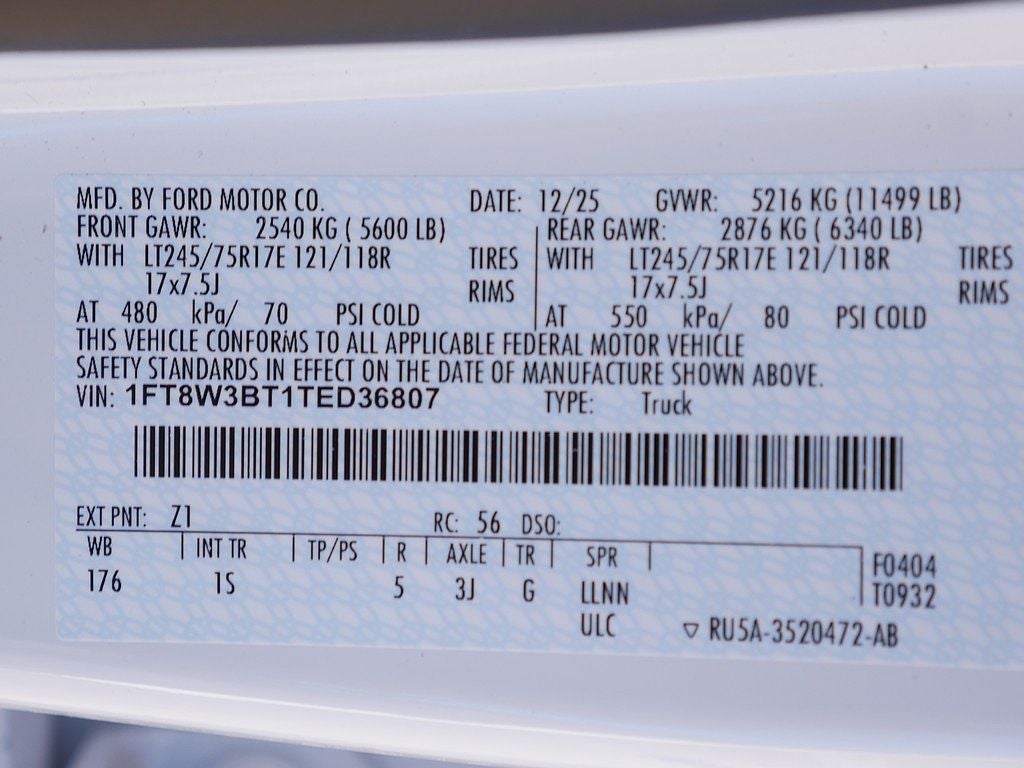 MFD. BY FORD MOTOR CO. DATE: 12/25 GVWR: 5216 KG (11499 LB)
FRONT GAWR: 2540 KG ( 5600 LB) REAR GAWR: 2876 KG ( 6340 LB)
WITH LT245/75R17E 121/118R TIRES WITH LT245/75R17E 121/118R TIRES
17x7.5J RIMS 17x7.5J RIMS
AT 480 kPa/ 70 PSI COLD AT 550 kPa/ 80 PSI COLD
THIS VEHICLE CONFORMS TO ALL APPLICABLE FEDERAL MOTOR VEHICLE
SAFETY STANDARDS IN EFFECT ON THE DATE OF MANUFACTURE SHOWN ABOVE.
VIN: 1FT8W3BT1TED36807 TYPE: Truck
EXT PNT: Z1 RC: 56 DSO:
WB INT TR TP/PS R AXLE TR SPR F0404
176 1S 5 3J G LLNN T0932
ULC ▽ RU5A-3520472-AB